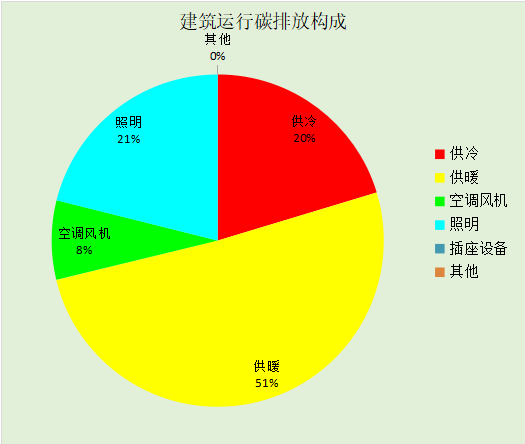 建筑运行碳排放构成
其他
0%
照明
21%
供冷
20%
空调风机
8%
供暖
51%
供冷
供暖
空调风机
照明
插座设备
其他